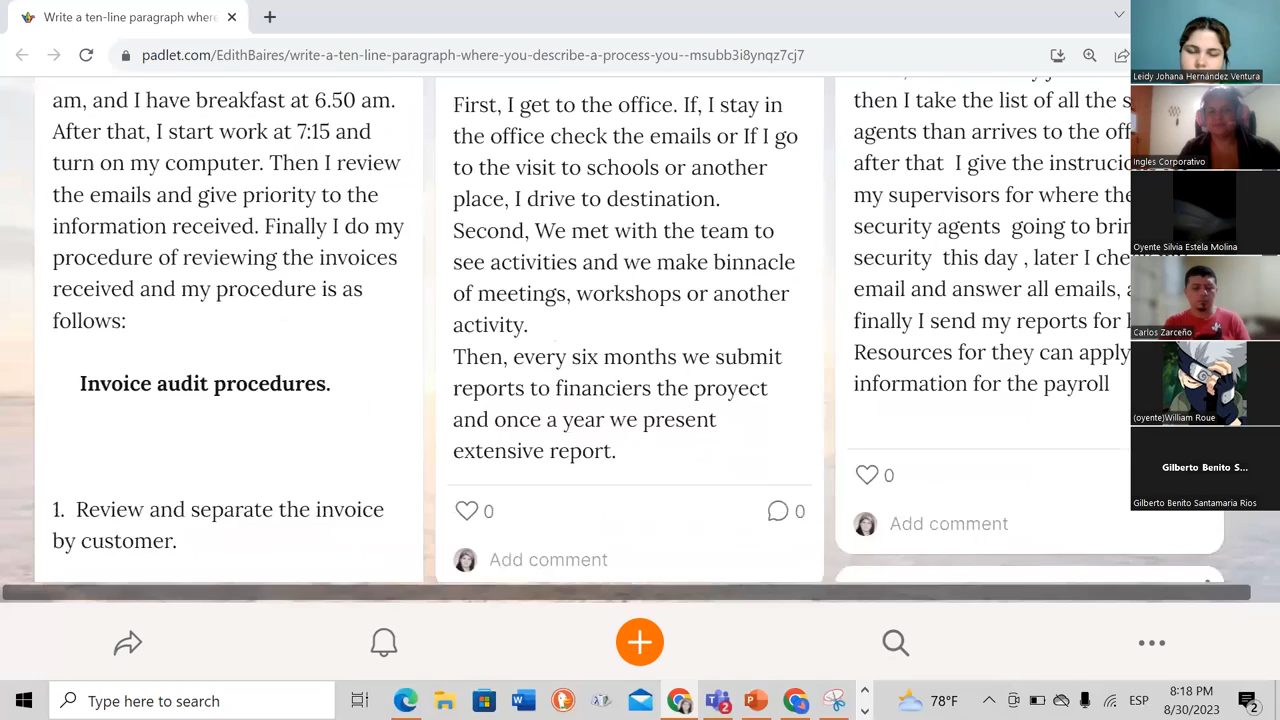 Write a ten-line paragraph where
padlet.com/EdithBaires/write-a-ten-line-paragraph-where-you-describe-a-process-you--msubb3i8ynqz7cj7
am, and I have breakfast at 6.50 am.
After that, I start work at 7:15 and
turn on my computer. Then I review
the emails and give priority to the
information received. Finally I do my
procedure of reviewing the invoices
received and my procedure is as
follows:
Invoice audit procedures.
1. Review and separate the invoice
by customer.
First, I get to the office. If, I stay in
the office check the emails or If I go
to the visit to schools or another
place, I drive to destination.
Second, We met with the team to
see activities and we make binnacle
of meetings, workshops or another
activity.
Then, every six months we submit
reports to financiers the proyect
and once a year we present
extensive report.
0
0
Add comment
then I take the list of all the s
agents than arrives to the off
after that I give the instrucio
my supervisors for where the
security agents going to brin
security this day , later I che
email and answer all emails, a
finally I send my reports for
Resources for they can apply
information for the payroll
0
Add comment
Leidy Johana Hernández Ventura
Ingles Corporativo
Oyente Silvia Estela Molina
Carlos Zarceño
(oyente)William Roue
Gilberto Benito S...
Gilberto Benito Santamaria Rios
Type here to search
78°F
ESP
8:18 PM
8/30/2023
2